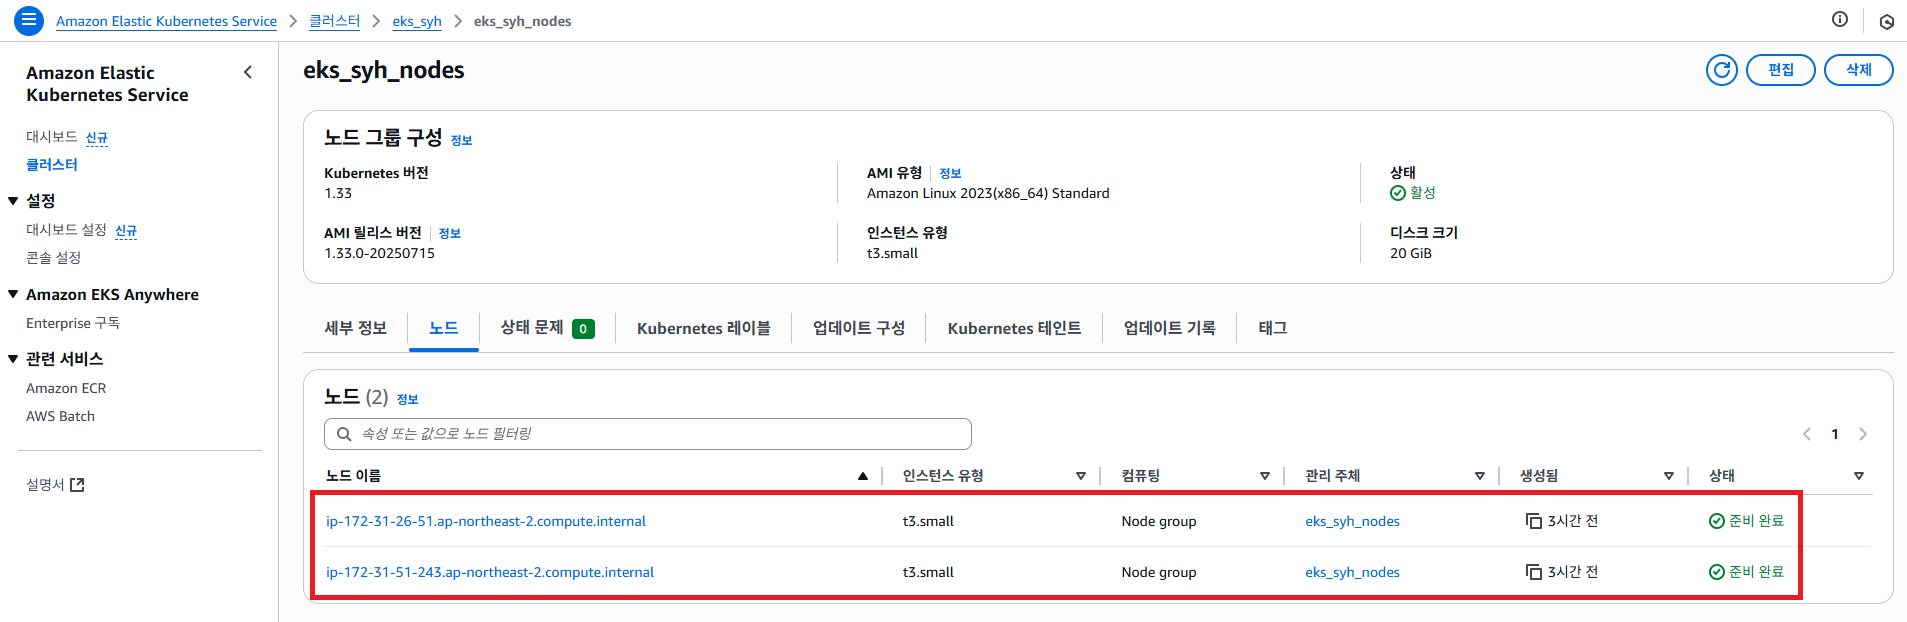 Amazon Elastic Kubernetes Service > 클러스터 > eks_syh > eks_syh_nodes
Amazon Elastic
Kubernetes Service
대시보드 신규
클러스터
설정
대시보드 설정 신규
콘솔 설정
Amazon EKS Anywhere
Enterprise 구독
관련 서비스
Amazon ECR
AWS Batch
설명서
eks_syh_nodes
편집 삭제
노드 그룹 구성 정보
Kubernetes 버전
1.33
AMI 유형 정보
Amazon Linux 2023(x86_64) Standard
상태
활성
AMI 릴리스 버전 정보
1.33.0-20250715
인스턴스 유형
t3.small
디스크 크기
20 GiB
세부 정보 노드 상태 문제 0 Kubernetes 레이블 업데이트 구성 Kubernetes 테인트 업데이트 기록 태그
노드 (2) 정보
속성 또는 값으로 노드 필터링
1
노드 이름 인스턴스 유형 컴퓨팅 관리 주체 생성됨 상태
ip-172-31-26-51.ap-northeast-2.compute.internal t3.small Node group eks_syh_nodes 3시간 전 준비 완료
ip-172-31-51-243.ap-northeast-2.compute.internal t3.small Node group eks_syh_nodes 3시간 전 준비 완료